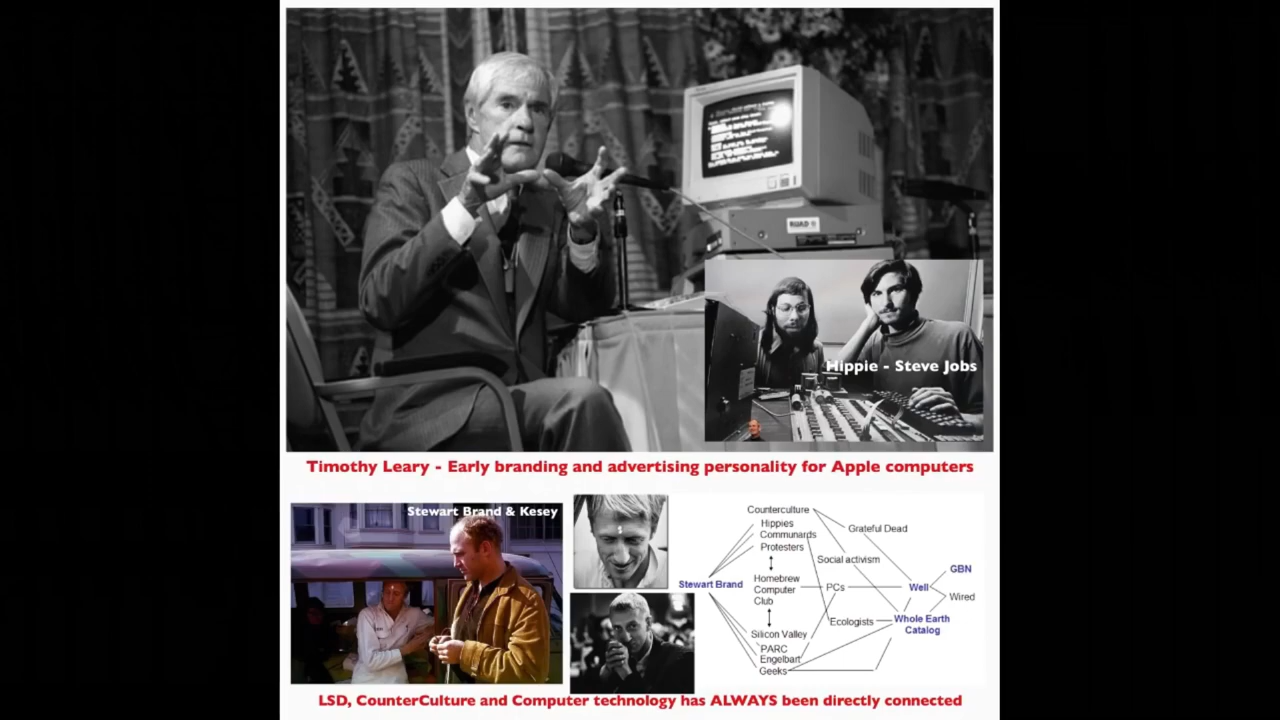 Hippie - Steve Jobs
Timothy Leary - Early branding and advertising personality for Apple computers
Stewart Brand & Kesey
Counterculture
Hippies
Communards
Protesters
Grateful Dead
Social activism
Stewart Brand
Homebrew
Computer
Club
PCs
Well
GBN
Wired
Ecologists
Whole Earth
Catalog
Silicon Valley
PARC
Engelbart
Geeks
LSD, CounterCulture and Computer technology has ALWAYS been directly connected